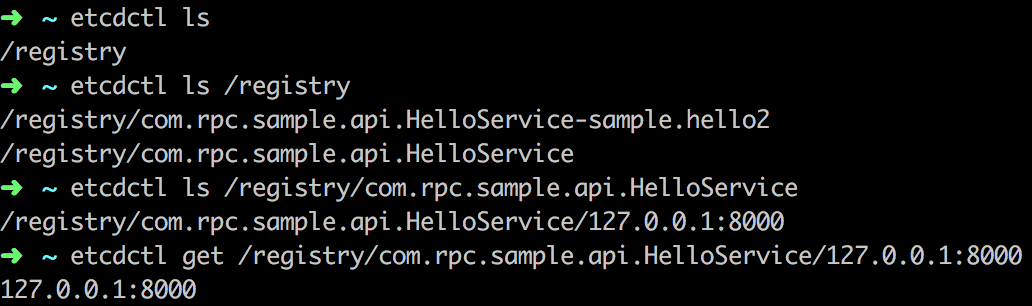 ➜ ~ etcdctl ls
/registry
➜ ~ etcdctl ls /registry
/registry/com.rpc.sample.api.HelloService-sample.hello2
/registry/com.rpc.sample.api.HelloService
➜ ~ etcdctl ls /registry/com.rpc.sample.api.HelloService
/registry/com.rpc.sample.api.HelloService/127.0.0.1:8000
➜ ~ etcdctl get /registry/com.rpc.sample.api.HelloService/127.0.0.1:8000
127.0.0.1:8000